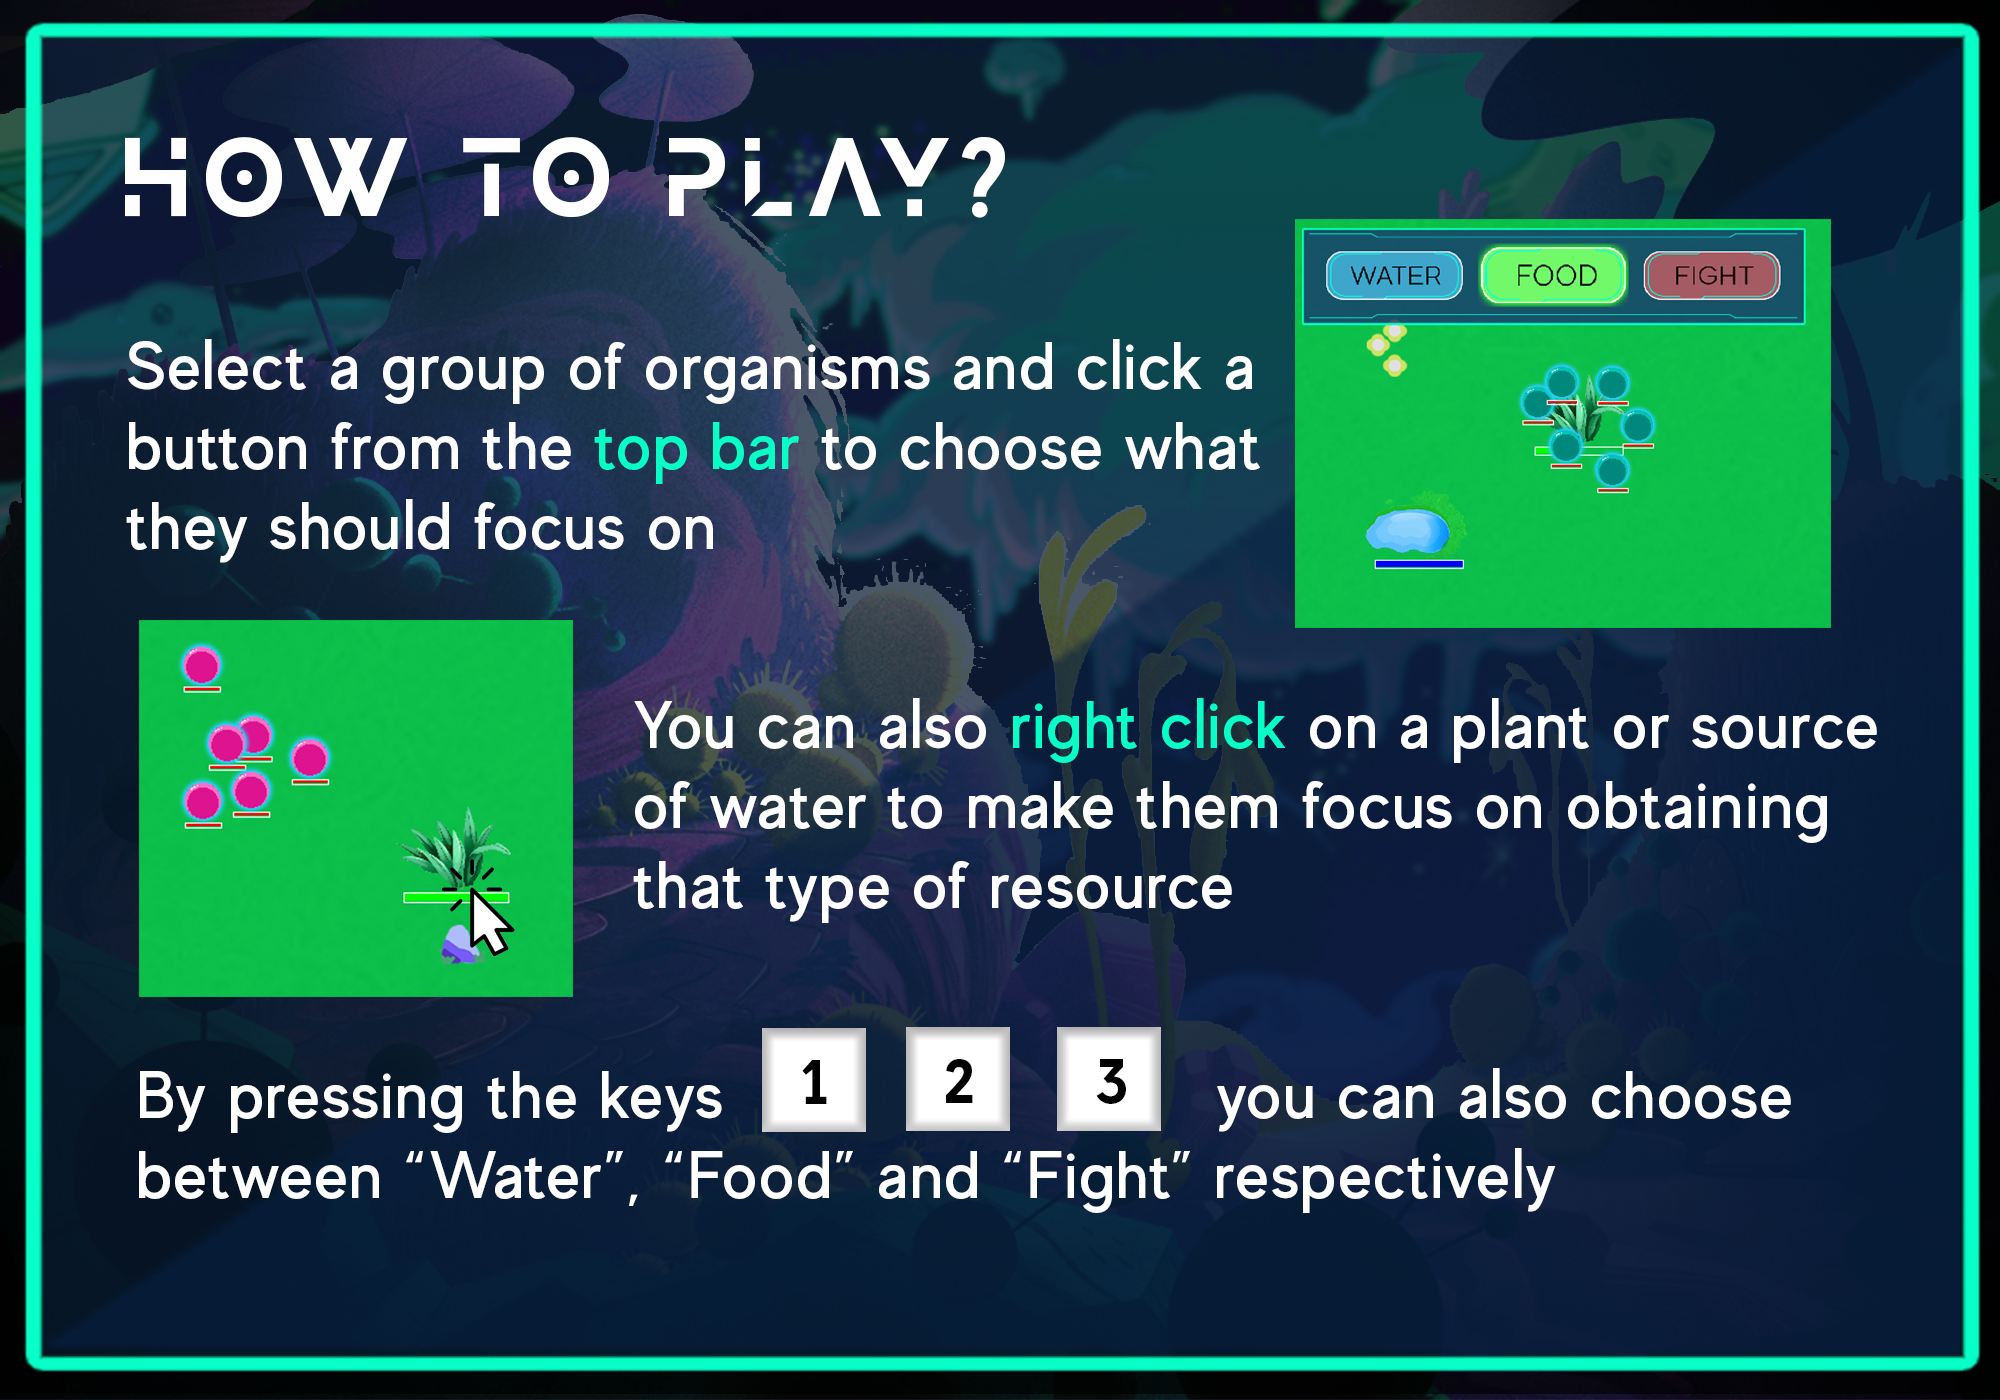 HOW TO PLAY?
WATER FOOD FIGHT
Select a group of organisms and click a
button from the top bar to choose what
they should focus on
You can also right click on a plant or source
of water to make them focus on obtaining
that type of resource
By pressing the keys 1 2 3 you can also choose
between “Water”, “Food” and “Fight” respectively